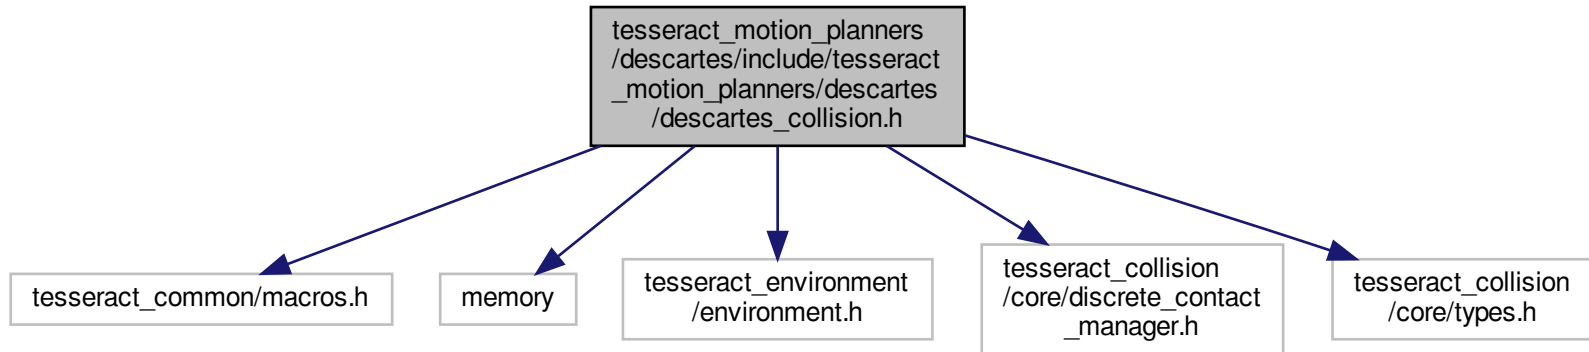 tesseract_motion_planners
/descartes/include/tesseract
_motion_planners/descartes
/descartes_collision.h
tesseract_common/macros.h
memory
tesseract_environment
/environment.h
tesseract_collision
/core/discrete_contact
_manager.h
tesseract_collision
/core/types.h